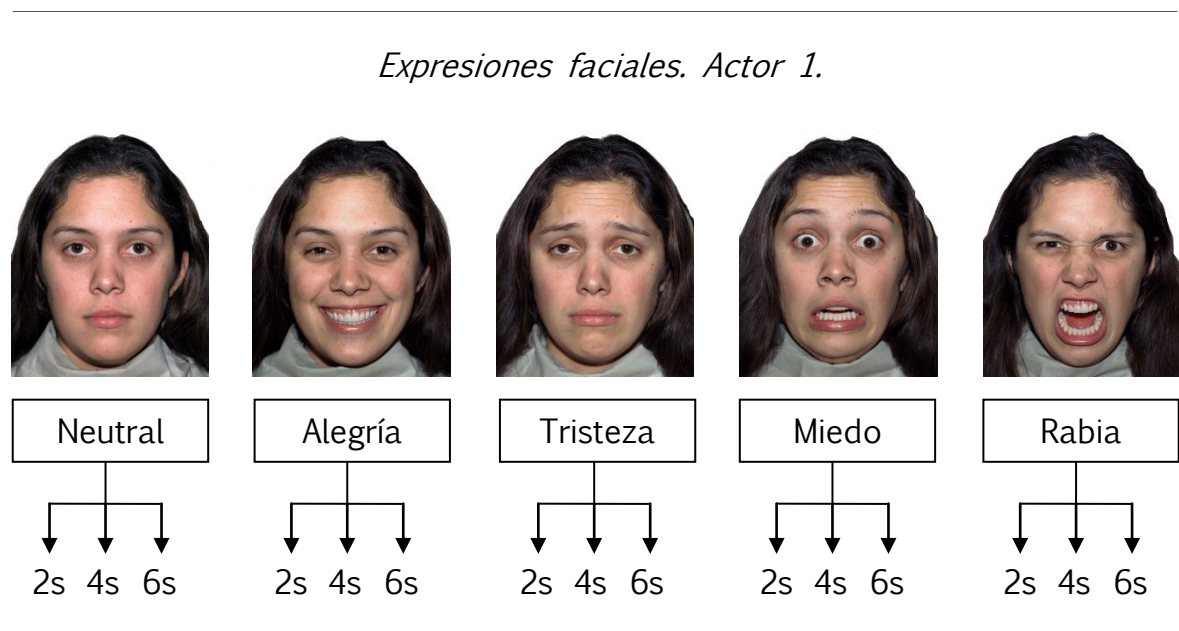 Expresiones faciales. Actor 1.
Neutral Alegría Tristeza Miedo Rabia
2s 4s 6s 2s 4s 6s 2s 4s 6s 2s 4s 6s 2s 4s 6s